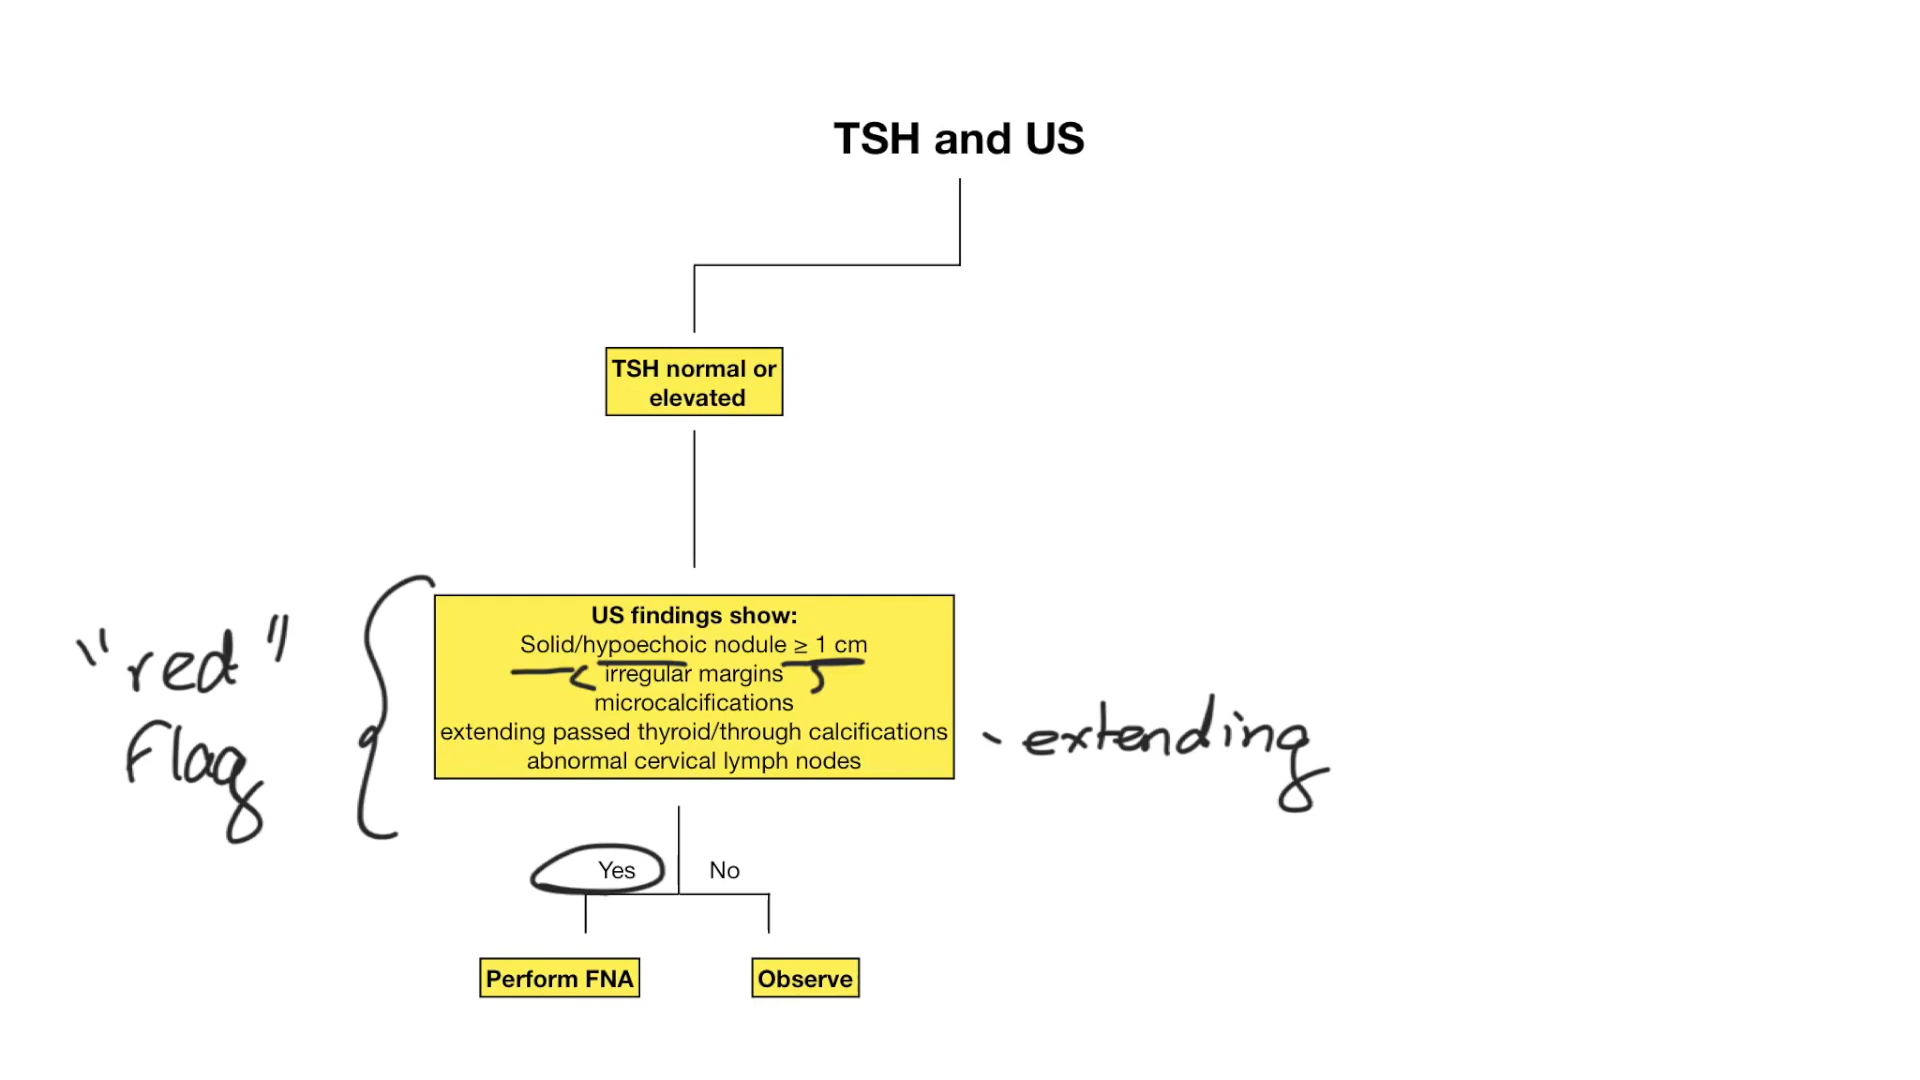 TSH and US
TSH normal or
elevated
US findings show:
Solid/hypoechoic nodule ≥ 1 cm
irregular margins
microcalcifications
extending passed thyroid/through calcifications
abnormal cervical lymph nodes
"red"
Flag
- extending
Yes
No
Perform FNA
Observe